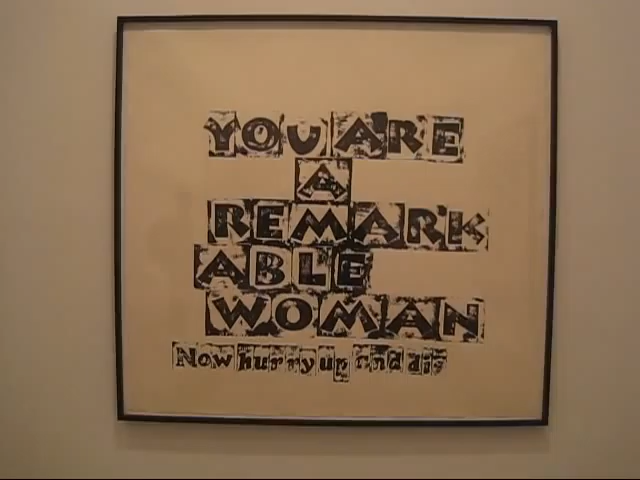 YOU ARE
A
REMARK
ABLE
WOMAN
Now hurry up and die